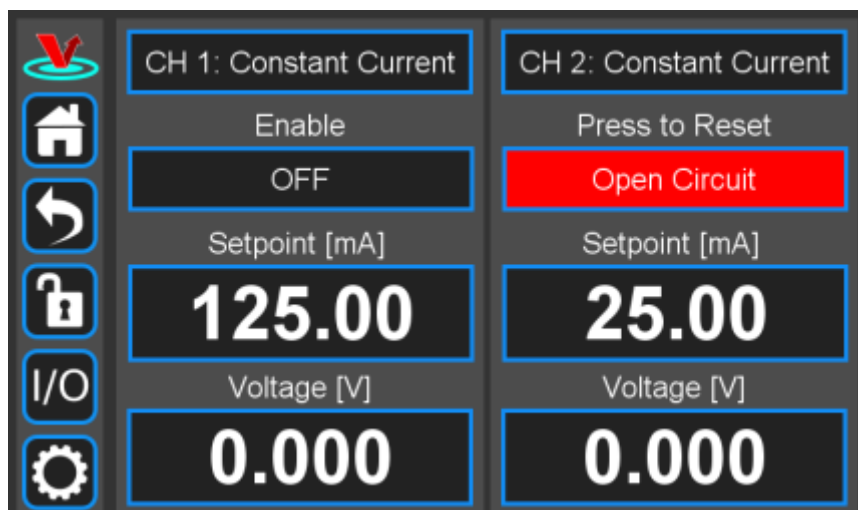 CH 1: Constant Current
Enable
OFF
Setpoint [mA]
125.00
Voltage [V]
0.000
CH 2: Constant Current
Press to Reset
Open Circuit
Setpoint [mA]
25.00
Voltage [V]
0.000
I/O